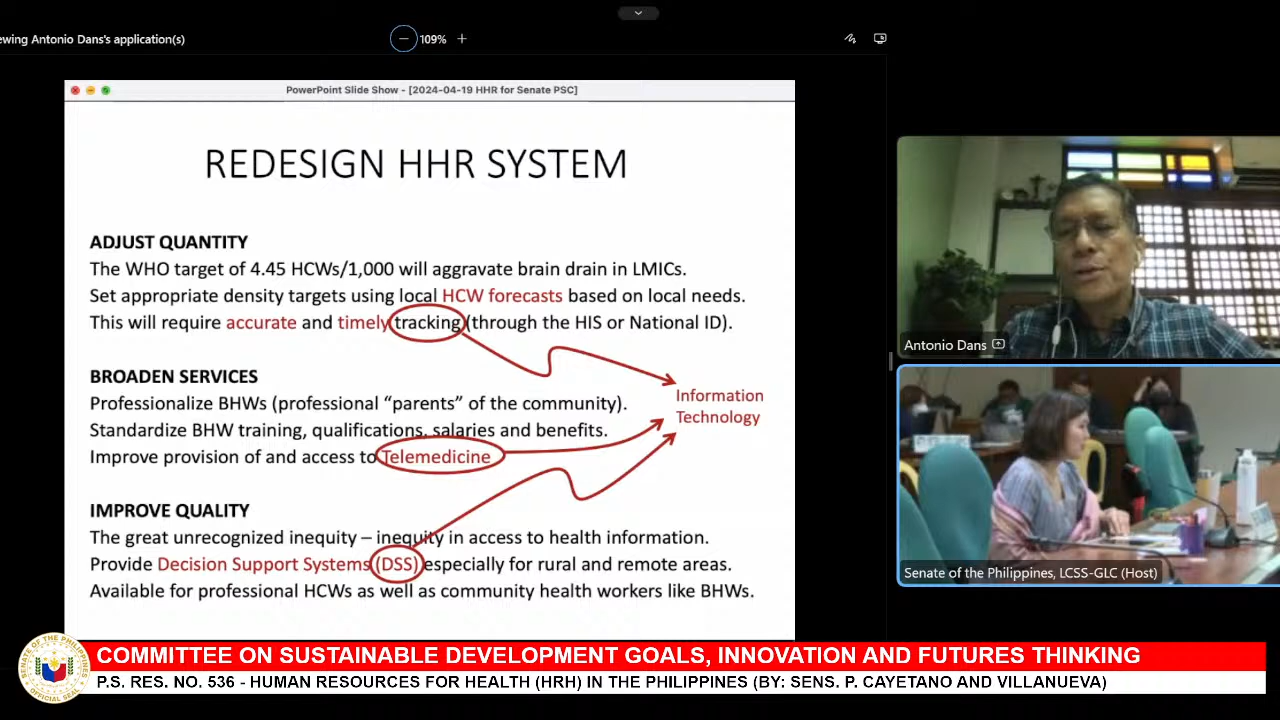 ewing Antonio Dans's application(s)
109%
PowerPoint Slide Show - [2024-04-19 HHR for Senate PSC]
REDESIGN HHR SYSTEM
ADJUST QUANTITY
The WHO target of 4.45 HCWs/1,000 will aggravate brain drain in LMICs.
Set appropriate density targets using local HCW forecasts based on local needs.
This will require accurate and timely tracking (through the HIS or National ID).
BROADEN SERVICES
Professionalize BHWs (professional “parents” of the community).
Standardize BHW training, qualifications, salaries and benefits.
Improve provision of and access to Telemedicine
Information
Technology
IMPROVE QUALITY
The great unrecognized inequity – inequity in access to health information.
Provide Decision Support Systems (DSS) especially for rural and remote areas.
Available for professional HCWs as well as community health workers like BHWs.
Antonio Dans
Senate of the Philippines, LCSS-GLC (Host)
SENATE OF THE PHILIPPINES
OFFICIAL SEAL
COMMITTEE ON SUSTAINABLE DEVELOPMENT GOALS, INNOVATION AND FUTURES THINKING
P.S. RES. NO. 536 - HUMAN RESOURCES FOR HEALTH (HRH) IN THE PHILIPPINES (BY: SENS. P. CAYETANO AND VILLANUEVA)